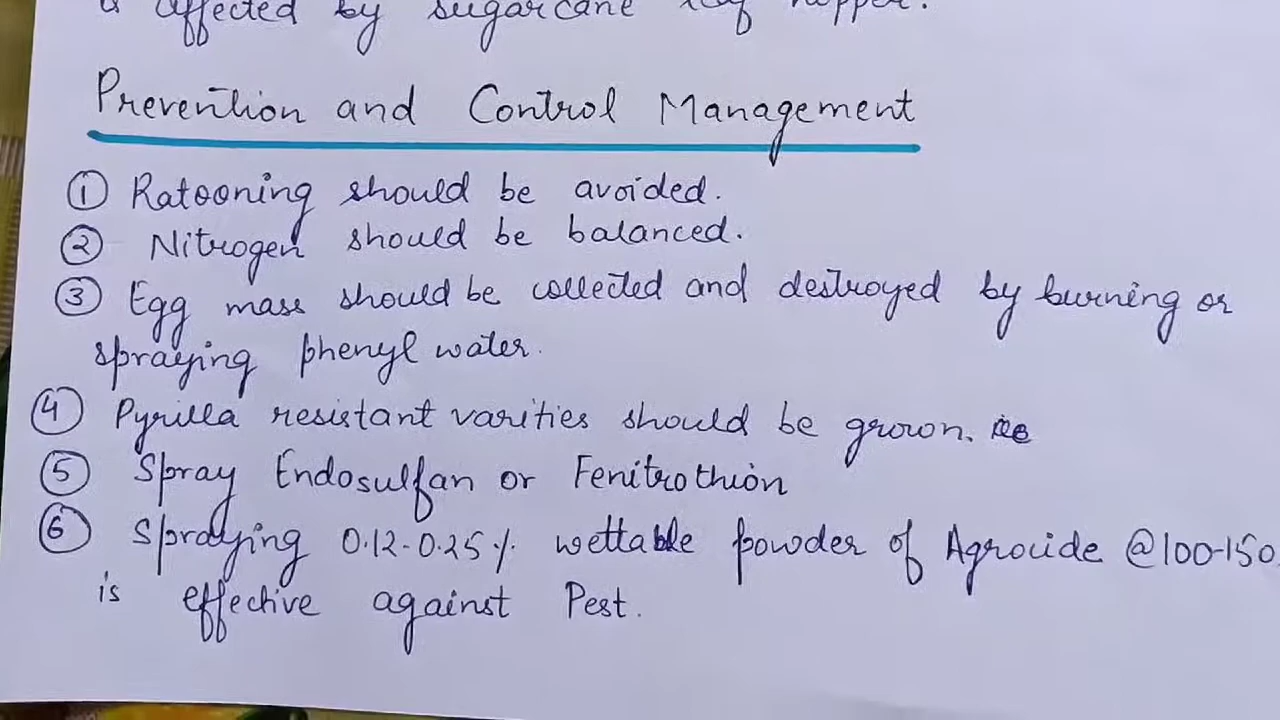 affected by sugarcane leaf hopper.
Prevention and Control Management
① Ratooning should be avoided.
② Nitrogen should be balanced.
③ Egg mass should be collected and destroyed by burning or
spraying phenyl water.
④ Pyrilla resistant varities should be grown.
⑤ Spray Endosulfan or Fenitrothion
⑥ Spraying 0.12-0.25% wettable powder of Agrocide @100-150
is effective against Pest.